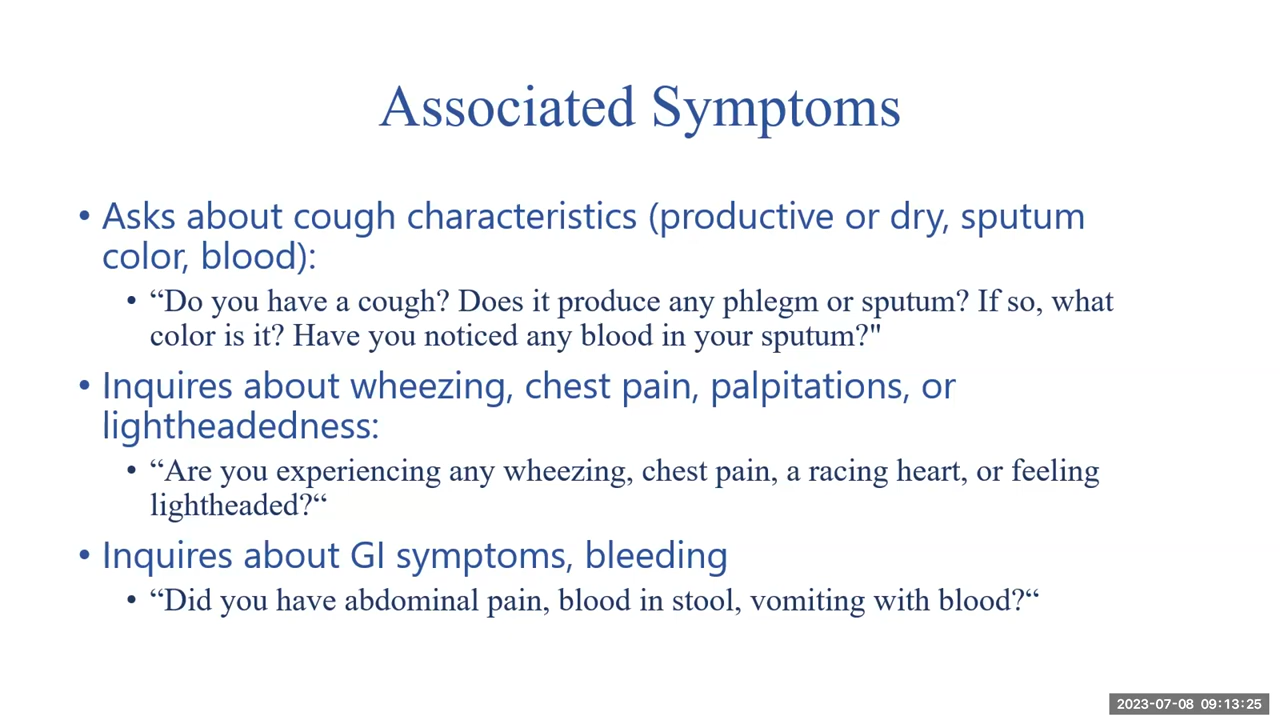 Associated Symptoms
• Asks about cough characteristics (productive or dry, sputum
color, blood):
• “Do you have a cough? Does it produce any phlegm or sputum? If so, what
color is it? Have you noticed any blood in your sputum?"
• Inquires about wheezing, chest pain, palpitations, or
lightheadedness:
• “Are you experiencing any wheezing, chest pain, a racing heart, or feeling
lightheaded?“
• Inquires about GI symptoms, bleeding
• “Did you have abdominal pain, blood in stool, vomiting with blood?“
2023-07-08 09:13:25